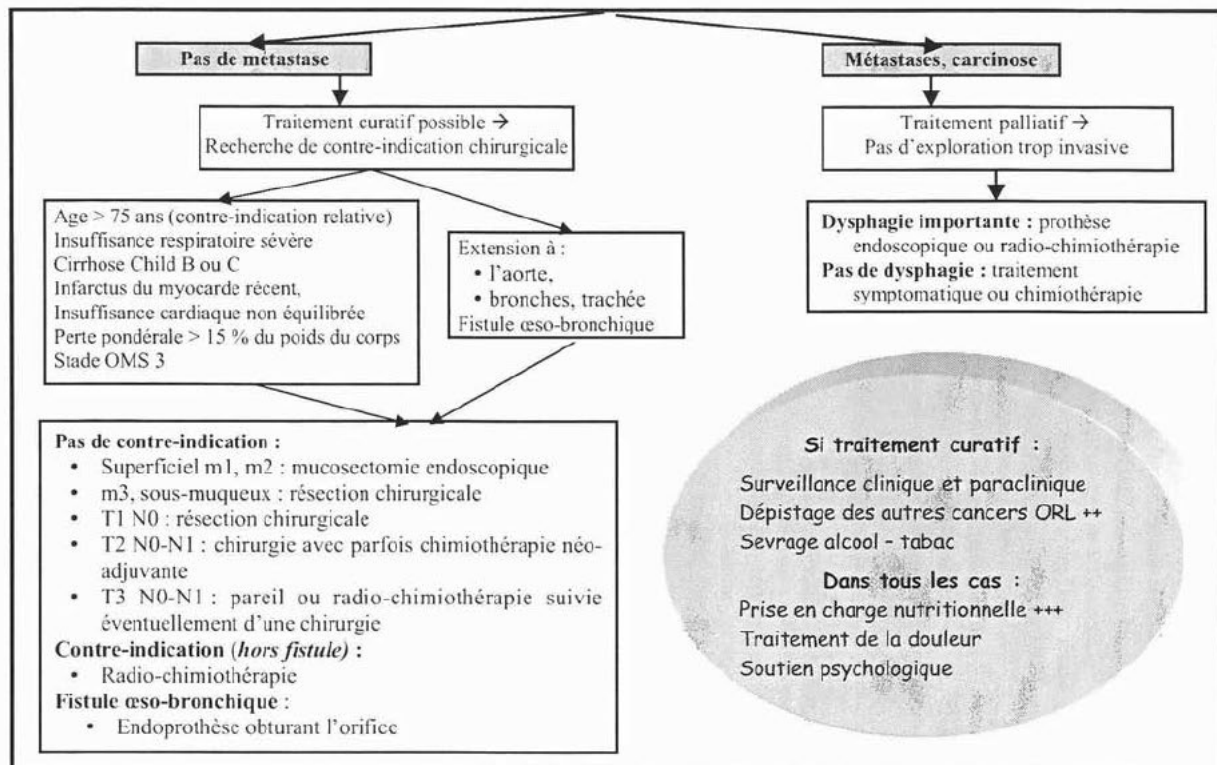 Pas de métastase
Métastases, carcinose
Traitement curatif possible →
Recherche de contre-indication chirurgicale
Traitement palliatif →
Pas d'exploration trop invasive
Age > 75 ans (contre-indication relative)
Insuffisance respiratoire sévère
Cirrhose Child B ou C
Infarctus du myocarde récent,
Insuffisance cardiaque non équilibrée
Perte pondérale > 15 % du poids du corps
Stade OMS 3
Extension à :
• l'aorte,
• bronches, trachée
Fistule œso-bronchique
Dysphagie importante : prothèse
endoscopique ou radio-chimiothérapie
Pas de dysphagie : traitement
symptomatique ou chimiothérapie
Pas de contre-indication :
• Superficiel m1, m2 : mucosectomie endoscopique
• m3, sous-muqueux : résection chirurgicale
• T1 N0 : résection chirurgicale
• T2 N0-N1 : chirurgie avec parfois chimiothérapie néo-
adjuvante
• T3 N0-N1 : pareil ou radio-chimiothérapie suivie
éventuellement d'une chirurgie
Contre-indication (hors fistule) :
• Radio-chimiothérapie
Fistule œso-bronchique :
• Endoprothèse obturant l'orifice
Si traitement curatif :
Surveillance clinique et paraclinique
Dépistage des autres cancers ORL ++
Sevrage alcool – tabac
Dans tous les cas :
Prise en charge nutritionnelle +++
Traitement de la douleur
Soutien psychologique